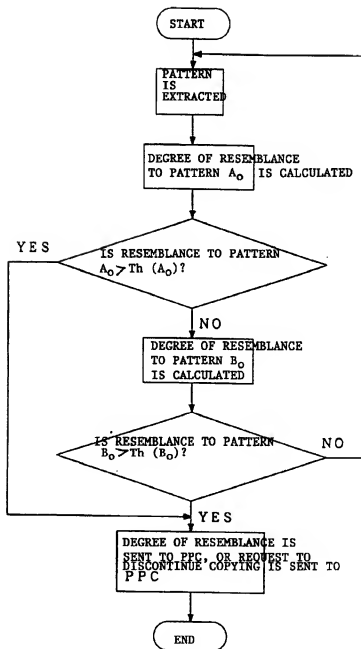 START
PATTERN
IS
EXTRACTED
DEGREE OF RESEMBLANCE
TO PATTERN A₀ IS CALCULATED
YES
IS RESEMBLANCE TO PATTERN
A₀>Th (A₀)?
NO
DEGREE OF RESEMBLANCE
TO PATTERN B₀
IS CALCULATED
IS RESEMBLANCE TO PATTERN
B₀>Th (B₀)?
NO
YES
DEGREE OF RESEMBLANCE IS
SENT TO PPC, OR REQUEST TO
DISCONTINUE COPYING IS SENT TO
PPC
END